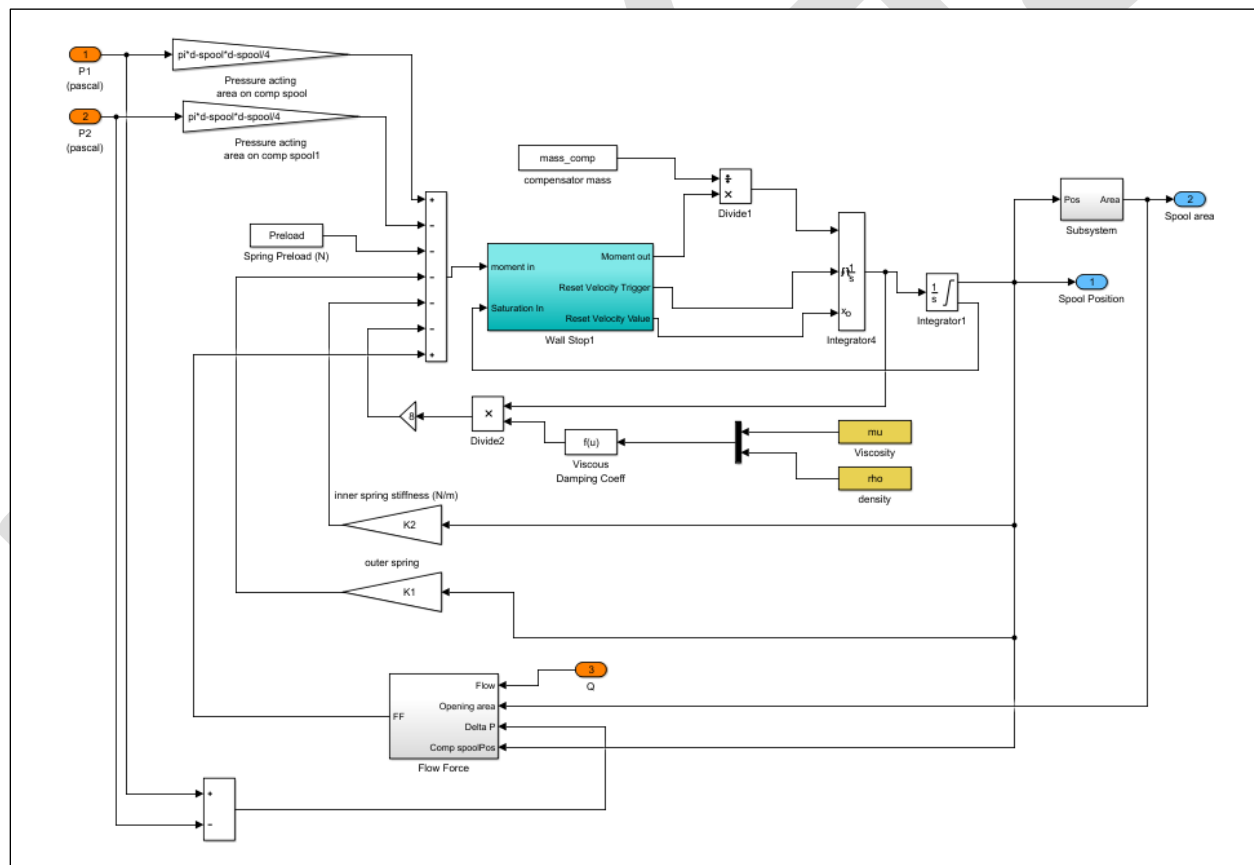 1
P1
(pascal)
pi*d-spool*d-spool/4
Pressure acting
area on comp spool
2
P2
(pascal)
pi*d-spool*d-spool/4
Pressure acting
area on comp spool1
mass_comp
compensator mass
÷
×
Divide1
Preload
Spring Preload (N)
+
−
−
−
−
−
+
moment in
Saturation In
Moment out
Reset Velocity Trigger
Reset Velocity Value
Wall Stop1
1
s
xo
Integrator4
1
s
Integrator1
Pos
Area
Subsystem
2
Spool area
1
Spool Position
8
×
Divide2
f(u)
Viscous
Damping Coeff
mu
Viscosity
rho
density
inner spring stiffness (N/m)
K2
outer spring
K1
3
Q
Flow
Opening area
Delta P
Comp spoolPos
FF
Flow Force
+
−